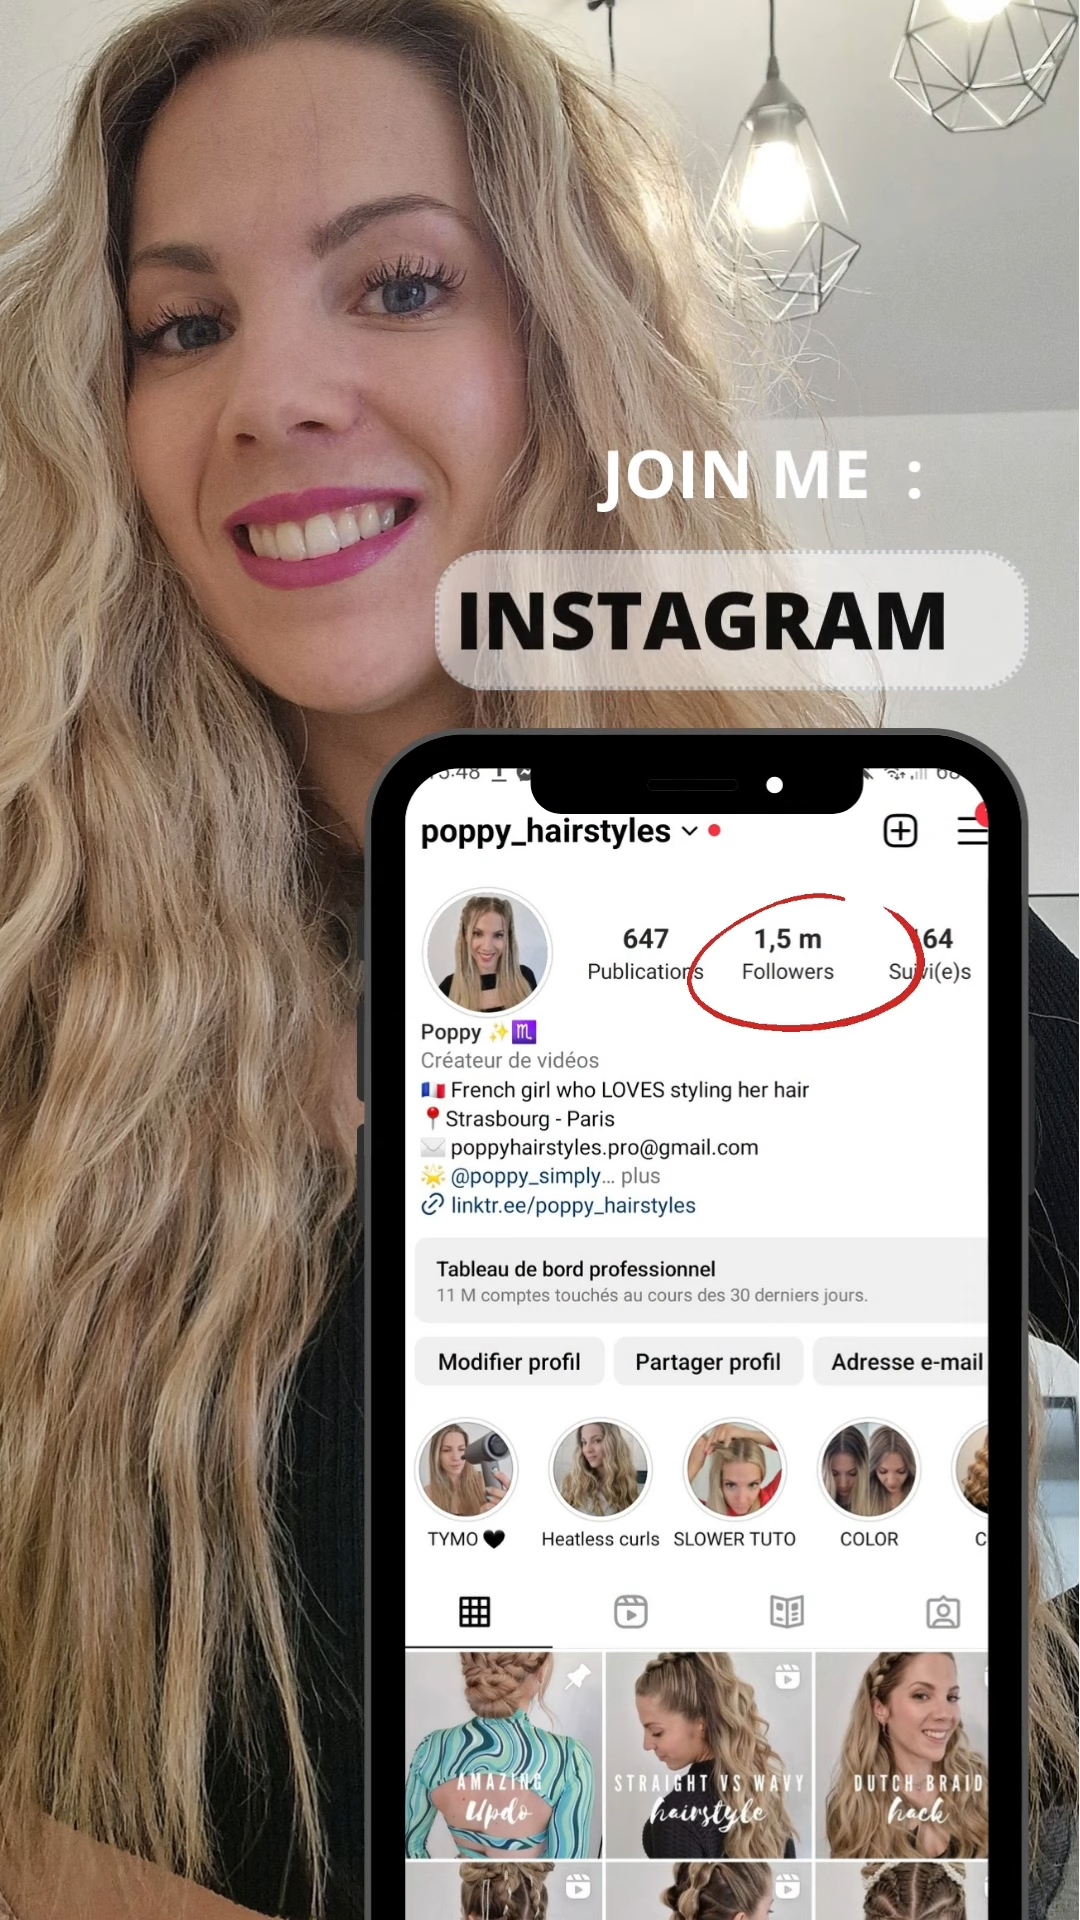 JOIN ME :
INSTAGRAM
poppy_hairstyles
647
1,5 m
164
Publications
Followers
Suivi(e)s
Poppy ✨♏
Créateur de vidéos
🇫🇷 French girl who LOVES styling her hair
📍Strasbourg - Paris
✉️ poppyhairstyles.pro@gmail.com
🌟 @poppy_simply… plus
linktr.ee/poppy_hairstyles
Tableau de bord professionnel
11 M comptes touchés au cours des 30 derniers jours.
Modifier profil
Partager profil
Adresse e-mail
TYMO 🖤
Heatless curls
SLOWER TUTO
COLOR
C
AMAZING
Updo
STRAIGHT VS WAVY
hairstyle
DUTCH BRAID
hack